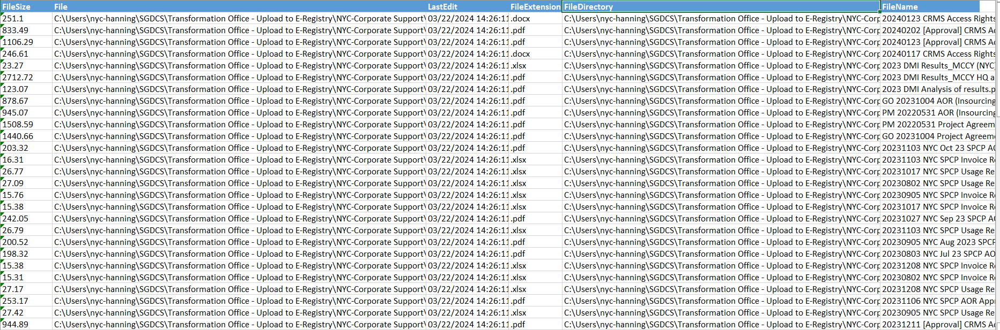 FileSize File LastEdit FileExtension FileDirectory FileName
251.1 C:\Users\nyc-hanning\SGDCS\Transformation Office - Upload to E-Registry\NYC-Corporate Support\ 03/22/2024 14:26:11 .docx C:\Users\nyc-hanning\SGDCS\Transformation Office - Upload to E-Registry\NYC-Corp 20240123 CRMS Access Rights
833.49 C:\Users\nyc-hanning\SGDCS\Transformation Office - Upload to E-Registry\NYC-Corporate Support\ 03/22/2024 14:26:11 .pdf C:\Users\nyc-hanning\SGDCS\Transformation Office - Upload to E-Registry\NYC-Corp 20240202 [Approval] CRMS
1106.29 C:\Users\nyc-hanning\SGDCS\Transformation Office - Upload to E-Registry\NYC-Corporate Support\ 03/22/2024 14:26:11 .pdf C:\Users\nyc-hanning\SGDCS\Transformation Office - Upload to E-Registry\NYC-Corp 20240123 [Approval] CRMS
246.61 C:\Users\nyc-hanning\SGDCS\Transformation Office - Upload to E-Registry\NYC-Corporate Support\ 03/22/2024 14:26:11 .docx C:\Users\nyc-hanning\SGDCS\Transformation Office - Upload to E-Registry\NYC-Corp 20240117 CRMS Access Rights
23.27 C:\Users\nyc-hanning\SGDCS\Transformation Office - Upload to E-Registry\NYC-Corporate Support\ 03/22/2024 14:26:11 .xlsx C:\Users\nyc-hanning\SGDCS\Transformation Office - Upload to E-Registry\NYC-Corp 2023 DMI Results_MCCY (NYC)
2712.72 C:\Users\nyc-hanning\SGDCS\Transformation Office - Upload to E-Registry\NYC-Corporate Support\ 03/22/2024 14:26:11 .pdf C:\Users\nyc-hanning\SGDCS\Transformation Office - Upload to E-Registry\NYC-Corp 2023 DMI Results_MCCY HQ a
123.07 C:\Users\nyc-hanning\SGDCS\Transformation Office - Upload to E-Registry\NYC-Corporate Support\ 03/22/2024 14:26:11 .pdf C:\Users\nyc-hanning\SGDCS\Transformation Office - Upload to E-Registry\NYC-Corp 2023 DMI Analysis of results.p
878.67 C:\Users\nyc-hanning\SGDCS\Transformation Office - Upload to E-Registry\NYC-Corporate Support\ 03/22/2024 14:26:11 .pdf C:\Users\nyc-hanning\SGDCS\Transformation Office - Upload to E-Registry\NYC-Corp GO 20231004 AOR (Insourcing
945.07 C:\Users\nyc-hanning\SGDCS\Transformation Office - Upload to E-Registry\NYC-Corporate Support\ 03/22/2024 14:26:11 .pdf C:\Users\nyc-hanning\SGDCS\Transformation Office - Upload to E-Registry\NYC-Corp PM 20220531 AOR (Insourcing
1508.59 C:\Users\nyc-hanning\SGDCS\Transformation Office - Upload to E-Registry\NYC-Corporate Support\ 03/22/2024 14:26:11 .pdf C:\Users\nyc-hanning\SGDCS\Transformation Office - Upload to E-Registry\NYC-Corp PM 20220531 Project Agreem
1440.66 C:\Users\nyc-hanning\SGDCS\Transformation Office - Upload to E-Registry\NYC-Corporate Support\ 03/22/2024 14:26:11 .pdf C:\Users\nyc-hanning\SGDCS\Transformation Office - Upload to E-Registry\NYC-Corp GO 20231004 Project Agreem
203.32 C:\Users\nyc-hanning\SGDCS\Transformation Office - Upload to E-Registry\NYC-Corporate Support\ 03/22/2024 14:26:11 .pdf C:\Users\nyc-hanning\SGDCS\Transformation Office - Upload to E-Registry\NYC-Corp 20231103 NYC Oct 23 SPCP AO
16.31 C:\Users\nyc-hanning\SGDCS\Transformation Office - Upload to E-Registry\NYC-Corporate Support\ 03/22/2024 14:26:11 .xlsx C:\Users\nyc-hanning\SGDCS\Transformation Office - Upload to E-Registry\NYC-Corp 20231103 NYC SPCP Invoice Re
26.77 C:\Users\nyc-hanning\SGDCS\Transformation Office - Upload to E-Registry\NYC-Corporate Support\ 03/22/2024 14:26:11 .xlsx C:\Users\nyc-hanning\SGDCS\Transformation Office - Upload to E-Registry\NYC-Corp 20231017 NYC SPCP Usage Re
27.09 C:\Users\nyc-hanning\SGDCS\Transformation Office - Upload to E-Registry\NYC-Corporate Support\ 03/22/2024 14:26:11 .xlsx C:\Users\nyc-hanning\SGDCS\Transformation Office - Upload to E-Registry\NYC-Corp 20230802 NYC SPCP Usage Re
15.76 C:\Users\nyc-hanning\SGDCS\Transformation Office - Upload to E-Registry\NYC-Corporate Support\ 03/22/2024 14:26:11 .xlsx C:\Users\nyc-hanning\SGDCS\Transformation Office - Upload to E-Registry\NYC-Corp 20230905 NYC SPCP Invoice Re
15.38 C:\Users\nyc-hanning\SGDCS\Transformation Office - Upload to E-Registry\NYC-Corporate Support\ 03/22/2024 14:26:11 .xlsx C:\Users\nyc-hanning\SGDCS\Transformation Office - Upload to E-Registry\NYC-Corp 20231017 NYC SPCP Invoice Re
242.05 C:\Users\nyc-hanning\SGDCS\Transformation Office - Upload to E-Registry\NYC-Corporate Support\ 03/22/2024 14:26:11 .pdf C:\Users\nyc-hanning\SGDCS\Transformation Office - Upload to E-Registry\NYC-Corp 20231027 NYC Sep 23 SPCP AO
26.79 C:\Users\nyc-hanning\SGDCS\Transformation Office - Upload to E-Registry\NYC-Corporate Support\ 03/22/2024 14:26:11 .xlsx C:\Users\nyc-hanning\SGDCS\Transformation Office - Upload to E-Registry\NYC-Corp 20231103 NYC SPCP Usage Re
200.52 C:\Users\nyc-hanning\SGDCS\Transformation Office - Upload to E-Registry\NYC-Corporate Support\ 03/22/2024 14:26:11 .pdf C:\Users\nyc-hanning\SGDCS\Transformation Office - Upload to E-Registry\NYC-Corp 20230905 NYC Aug 2023 SPCP
198.32 C:\Users\nyc-hanning\SGDCS\Transformation Office - Upload to E-Registry\NYC-Corporate Support\ 03/22/2024 14:26:11 .pdf C:\Users\nyc-hanning\SGDCS\Transformation Office - Upload to E-Registry\NYC-Corp 20230803 NYC Jul 23 SPCP AO
15.38 C:\Users\nyc-hanning\SGDCS\Transformation Office - Upload to E-Registry\NYC-Corporate Support\ 03/22/2024 14:26:11 .xlsx C:\Users\nyc-hanning\SGDCS\Transformation Office - Upload to E-Registry\NYC-Corp 20231208 NYC SPCP Invoice Re
15.31 C:\Users\nyc-hanning\SGDCS\Transformation Office - Upload to E-Registry\NYC-Corporate Support\ 03/22/2024 14:26:11 .xlsx C:\Users\nyc-hanning\SGDCS\Transformation Office - Upload to E-Registry\NYC-Corp 20230802 NYC SPCP Invoice Re
27.17 C:\Users\nyc-hanning\SGDCS\Transformation Office - Upload to E-Registry\NYC-Corporate Support\ 03/22/2024 14:26:11 .xlsx C:\Users\nyc-hanning\SGDCS\Transformation Office - Upload to E-Registry\NYC-Corp 20231208 NYC SPCP Usage Re
253.17 C:\Users\nyc-hanning\SGDCS\Transformation Office - Upload to E-Registry\NYC-Corporate Support\ 03/22/2024 14:26:11 .pdf C:\Users\nyc-hanning\SGDCS\Transformation Office - Upload to E-Registry\NYC-Corp 20231106 NYC SPCP AOR App
27.42 C:\Users\nyc-hanning\SGDCS\Transformation Office - Upload to E-Registry\NYC-Corporate Support\ 03/22/2024 14:26:11 .xlsx C:\Users\nyc-hanning\SGDCS\Transformation Office - Upload to E-Registry\NYC-Corp 20230905 NYC SPCP Usage Re
944.89 C:\Users\nyc-hanning\SGDCS\Transformation Office - Upload to E-Registry\NYC-Corporate Support\ 03/22/2024 14:26:11 .pdf C:\Users\nyc-hanning\SGDCS\Transformation Office - Upload to E-Registry\NYC-Corp 20231211 [Approval] CRMS